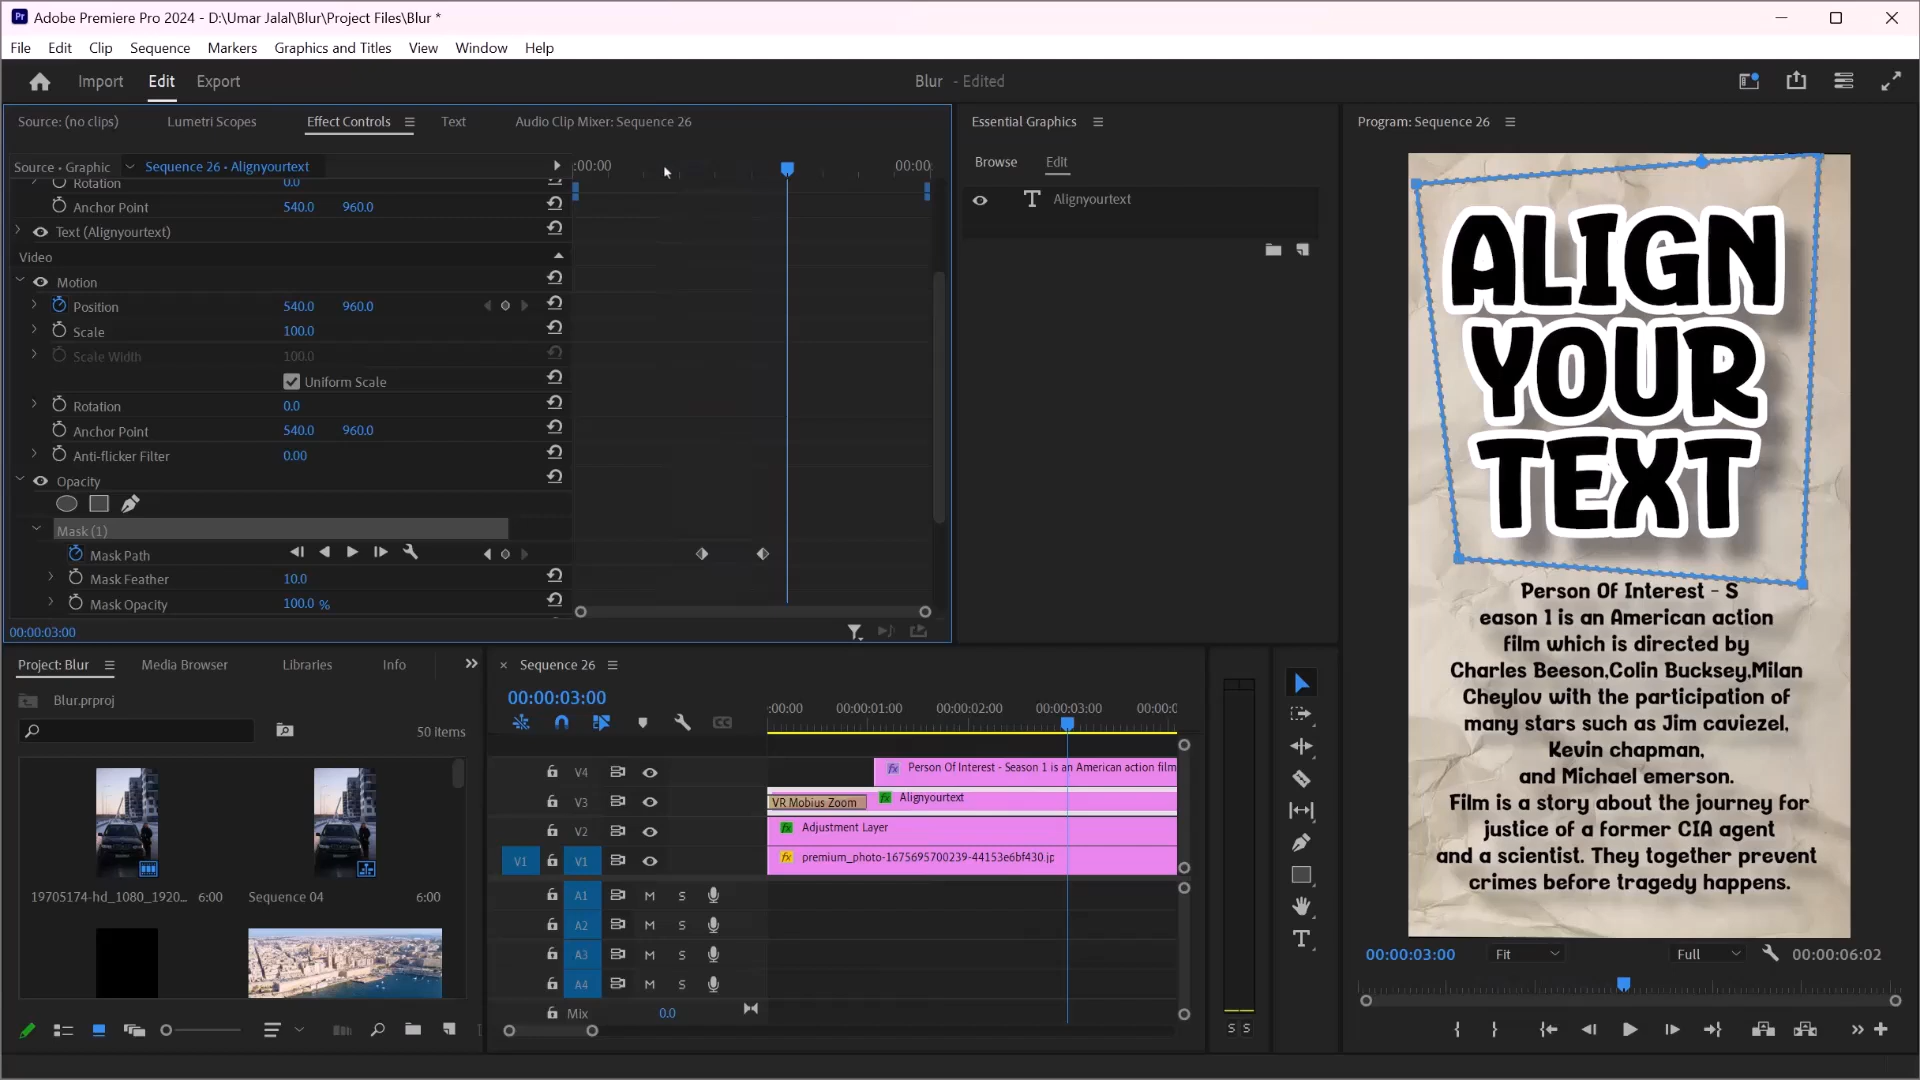 Adobe Premiere Pro 2024 - D:\Umar Jalal\Blur\Project Files\Blur *
File Edit Clip Sequence Markers Graphics and Titles View Window Help
Import Edit Export
Blur - Edited
Source: (no clips) Lumetri Scopes Effect Controls Text Audio Clip Mixer: Sequence 26
Source • Graphic Sequence 26 • Alignyourtext
:00:00 00:00:
Rotation 0.0
Anchor Point 540.0 960.0
Text (Alignyourtext)
Video
Motion
Position 540.0 960.0
Scale 100.0
Scale Width 100.0
Uniform Scale
Rotation 0.0
Anchor Point 540.0 960.0
Anti-flicker Filter 0.00
Opacity
Mask (1)
Mask Path
Mask Feather 10.0
Mask Opacity 100.0 %
00:00:03:00
Essential Graphics
Browse Edit
Alignyourtext
Program: Sequence 26
ALIGN
YOUR
TEXT
Person Of Interest - S
eason 1 is an American action
film which is directed by
Charles Beeson,Colin Bucksey,Milan
Cheylov with the participation of
many stars such as Jim caviezel,
Kevin chapman,
and Michael emerson.
Film is a story about the journey for
justice of a former CIA agent
and a scientist. They together prevent
crimes before tragedy happens.
00:00:03:00 Fit Full 00:00:06:02
Project: Blur Media Browser Libraries Info
Blur.prproj
50 items
19705174-hd_1080_1920... 6:00
Sequence 04 6:00
Sequence 26
00:00:03:00
:00:00 00:00:01:00 00:00:02:00 00:00:03:00 00:00:0
V4 Person Of Interest - Season 1 is an American action film
V3 VR Mobius Zoom Alignyourtext
V2 Adjustment Layer
V1 V1 premium_photo-1675695700239-44153e6bf430.jp
A1 M S
A2 M S
A3 M S
A4 M S
Mix 0.0
S S